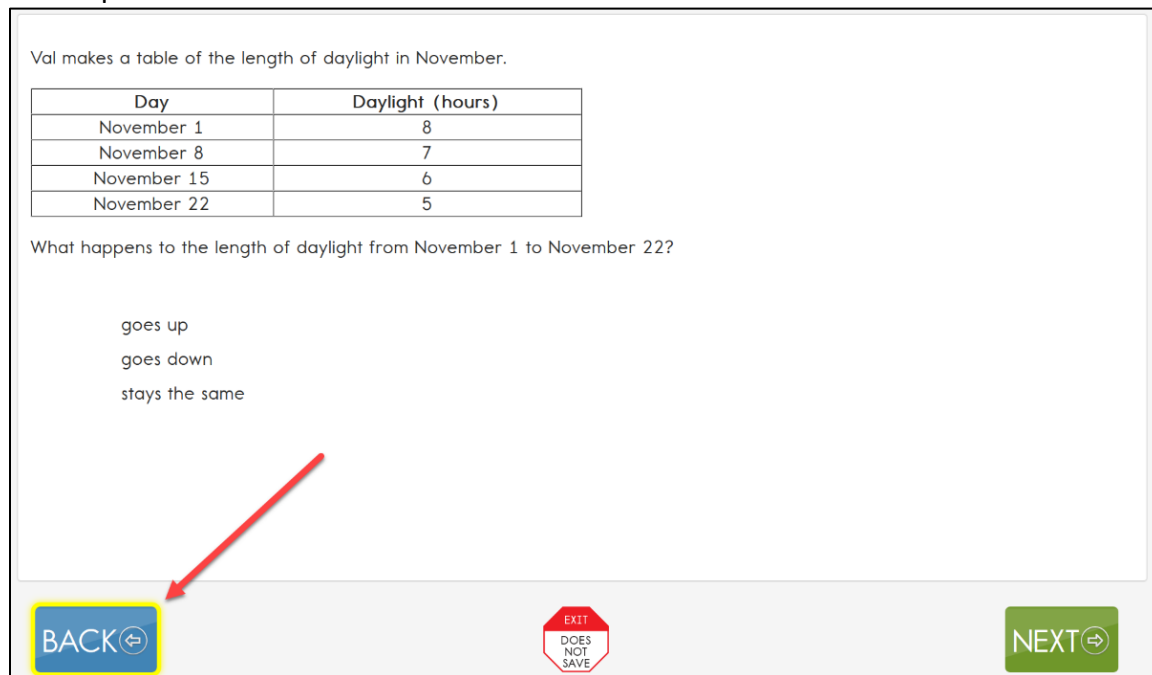 Val makes a table of the length of daylight in November.
Day Daylight (hours)
November 1 8
November 8 7
November 15 6
November 22 5
What happens to the length of daylight from November 1 to November 22?
goes up
goes down
stays the same
BACK
EXIT
DOES
NOT
SAVE
NEXT